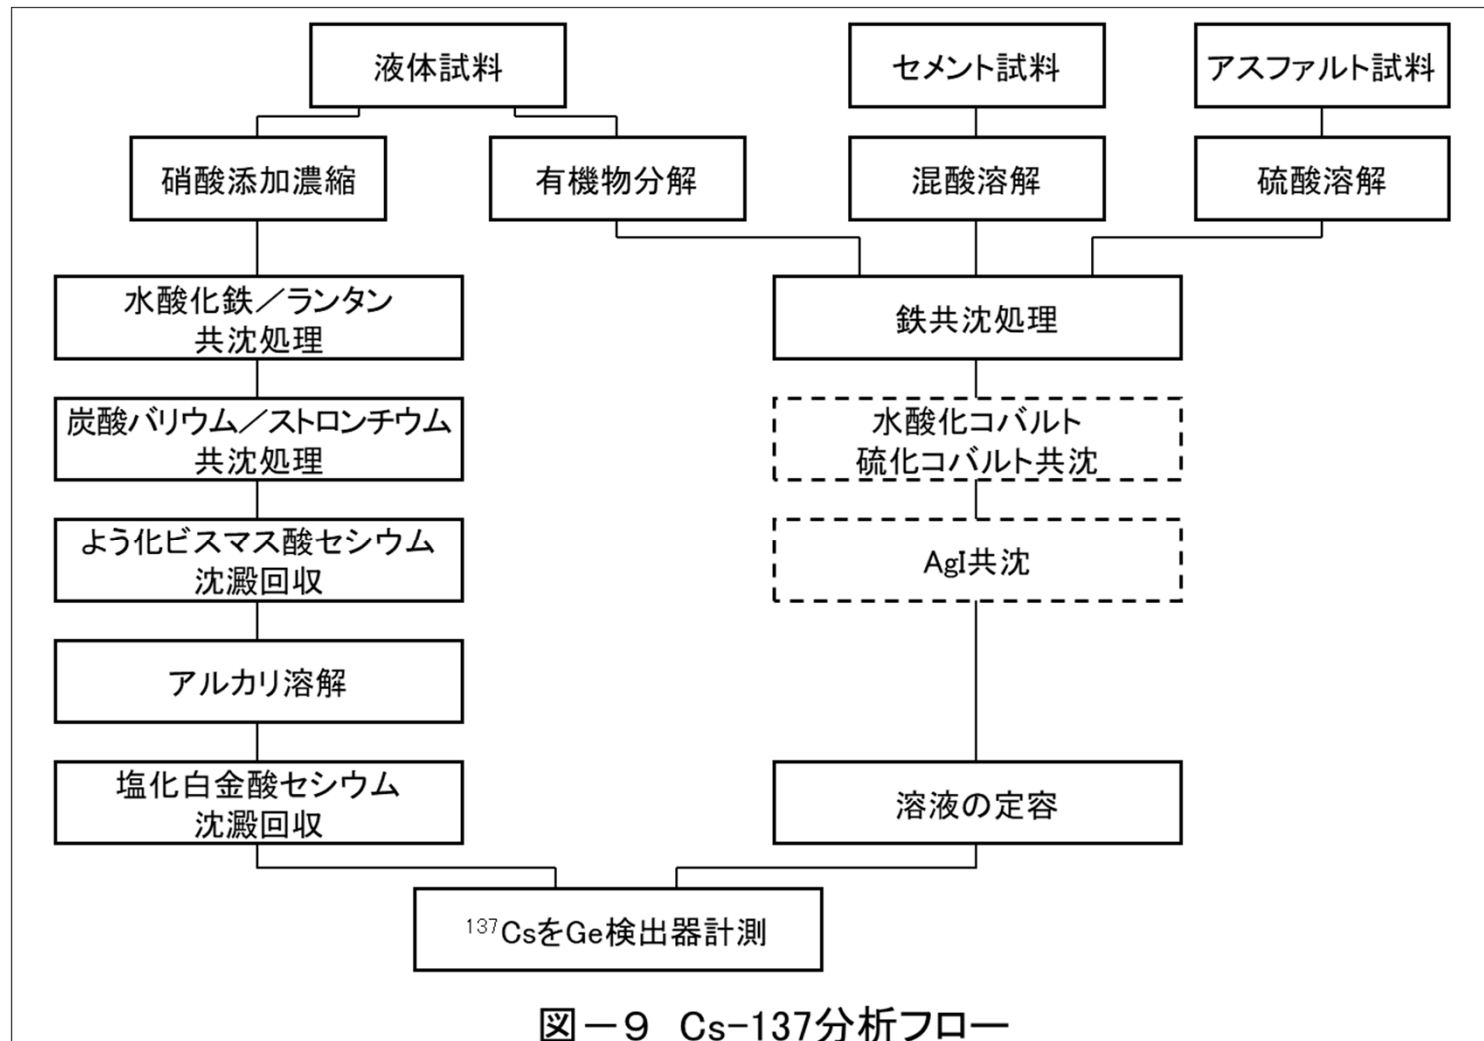 液体試料
セメント試料
アスファルト試料
硝酸添加濃縮
有機物分解
混酸溶解
硫酸溶解
水酸化鉄／ランタン
共沈処理
鉄共沈処理
炭酸バリウム／ストロンチウム
共沈処理
水酸化コバルト
硫化コバルト共沈
よう化ビスマス酸セシウム
沈澱回収
AgI共沈
アルカリ溶解
塩化白金酸セシウム
沈澱回収
溶液の定容
¹³⁷CsをGe検出器計測
図－９ Cs-137分析フロー